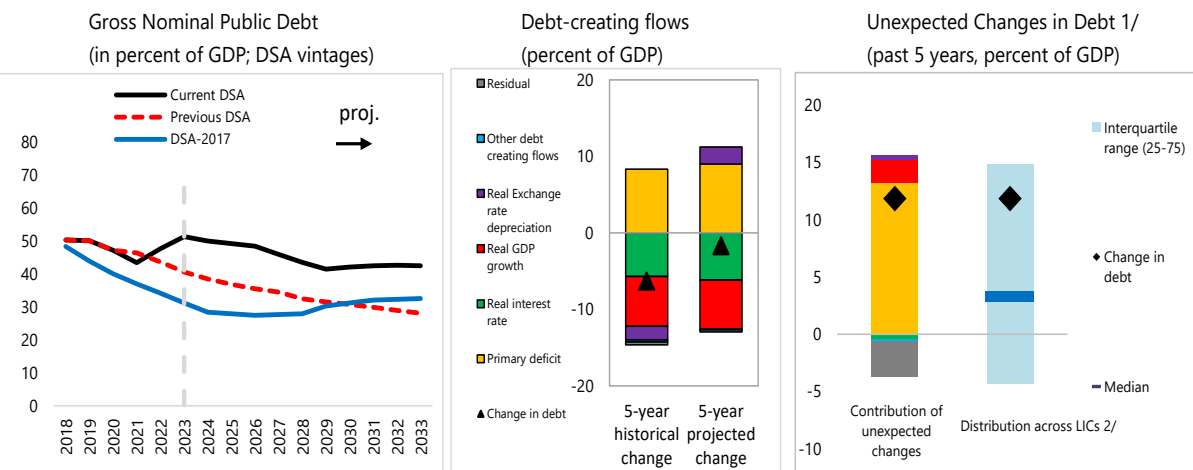 Gross Nominal Public Debt
(in percent of GDP; DSA vintages)
Current DSA
Previous DSA
DSA-2017
proj.
80
70
60
50
40
30
20
10
0
2018
2019
2020
2021
2022
2023
2024
2025
2026
2027
2028
2029
2030
2031
2032
2033
Debt-creating flows
(percent of GDP)
Residual
Other debt
creating flows
Real Exchange
rate
depreciation
Real GDP
growth
Real interest
rate
Primary deficit
Change in debt
20
10
0
-10
-20
5-year
historical
change
5-year
projected
change
Unexpected Changes in Debt 1/
(past 5 years, percent of GDP)
20
15
10
5
0
-5
-10
Contribution of
unexpected
changes
Distribution across LICs 2/
Interquartile
range (25-75)
Change in
debt
Median